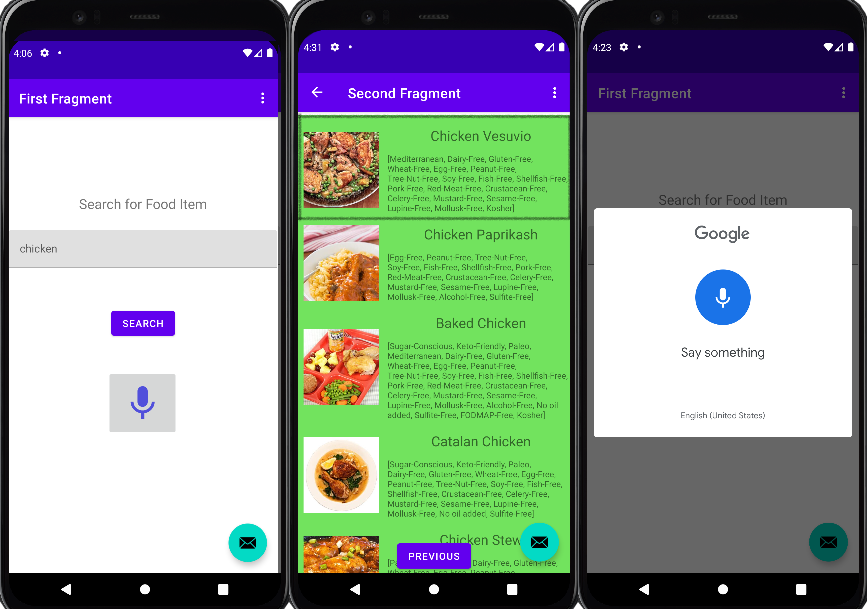 4:06
First Fragment
Search for Food Item
chicken
SEARCH
4:31
Second Fragment
Chicken Vesuvio
[Mediterranean, Dairy-Free, Gluten-Free,
Wheat-Free, Egg-Free, Peanut-Free,
Tree-Nut-Free, Soy-Free, Fish-Free, Shellfish-Free,
Pork-Free, Red-Meat-Free, Crustacean-Free,
Celery-Free, Mustard-Free, Sesame-Free,
Lupine-Free, Mollusk-Free, Kosher]
Chicken Paprikash
[Egg-Free, Peanut-Free, Tree-Nut-Free,
Soy-Free, Fish-Free, Shellfish-Free, Pork-Free,
Red-Meat-Free, Crustacean-Free, Celery-Free,
Mustard-Free, Sesame-Free, Lupine-Free,
Mollusk-Free, Alcohol-Free, Sulfite-Free]
Baked Chicken
[Sugar-Conscious, Keto-Friendly, Paleo,
Mediterranean, Dairy-Free, Gluten-Free,
Wheat-Free, Egg-Free, Peanut-Free,
Tree-Nut-Free, Soy-Free, Fish-Free, Shellfish-Free,
Pork-Free, Red-Meat-Free, Crustacean-Free,
Celery-Free, Mustard-Free, Sesame-Free,
Lupine-Free, Mollusk-Free, Alcohol-Free, No oil
added, Sulfite-Free, FODMAP-Free, Kosher]
Catalan Chicken
[Sugar-Conscious, Keto-Friendly, Paleo,
Dairy-Free, Gluten-Free, Wheat-Free, Egg-Free,
Peanut-Free, Tree-Nut-Free, Soy-Free, Fish-Free,
Shellfish-Free, Crustacean-Free, Celery-Free,
Mustard-Free, Sesame-Free, Lupine-Free,
Mollusk-Free, No oil added, Sulfite-Free]
Chicken Stew
PREVIOUS
Wheat-Free, Egg-Free, Peanut-Free
4:23
First Fragment
Search for Food Item
Google
Say something
English (United States)